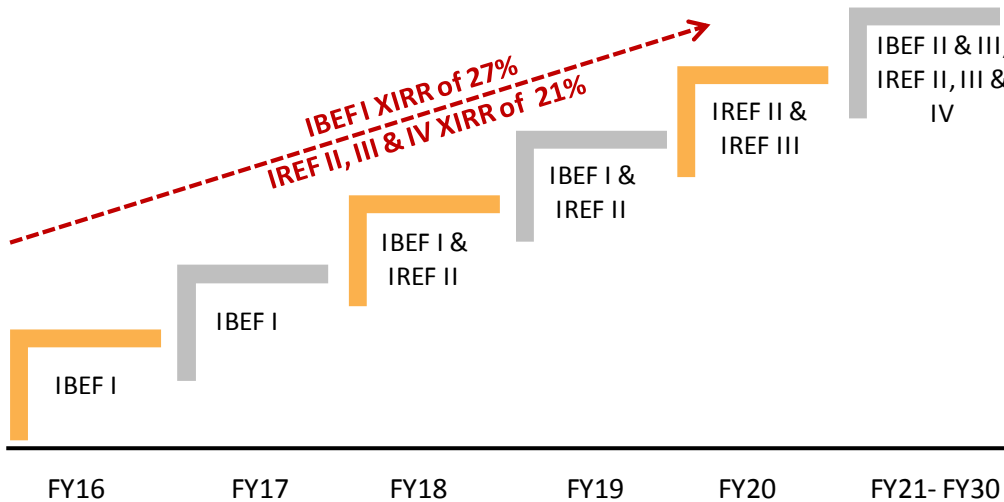 IBEF I XIRR of 27%
IREF II, III & IV XIRR of 21%
IBEF I
IBEF I
IBEF I &
IREF II
IBEF I &
IREF II
IREF II &
IREF III
IBEF II & III,
IREF II, III &
IV
FY16
FY17
FY18
FY19
FY20
FY21- FY30